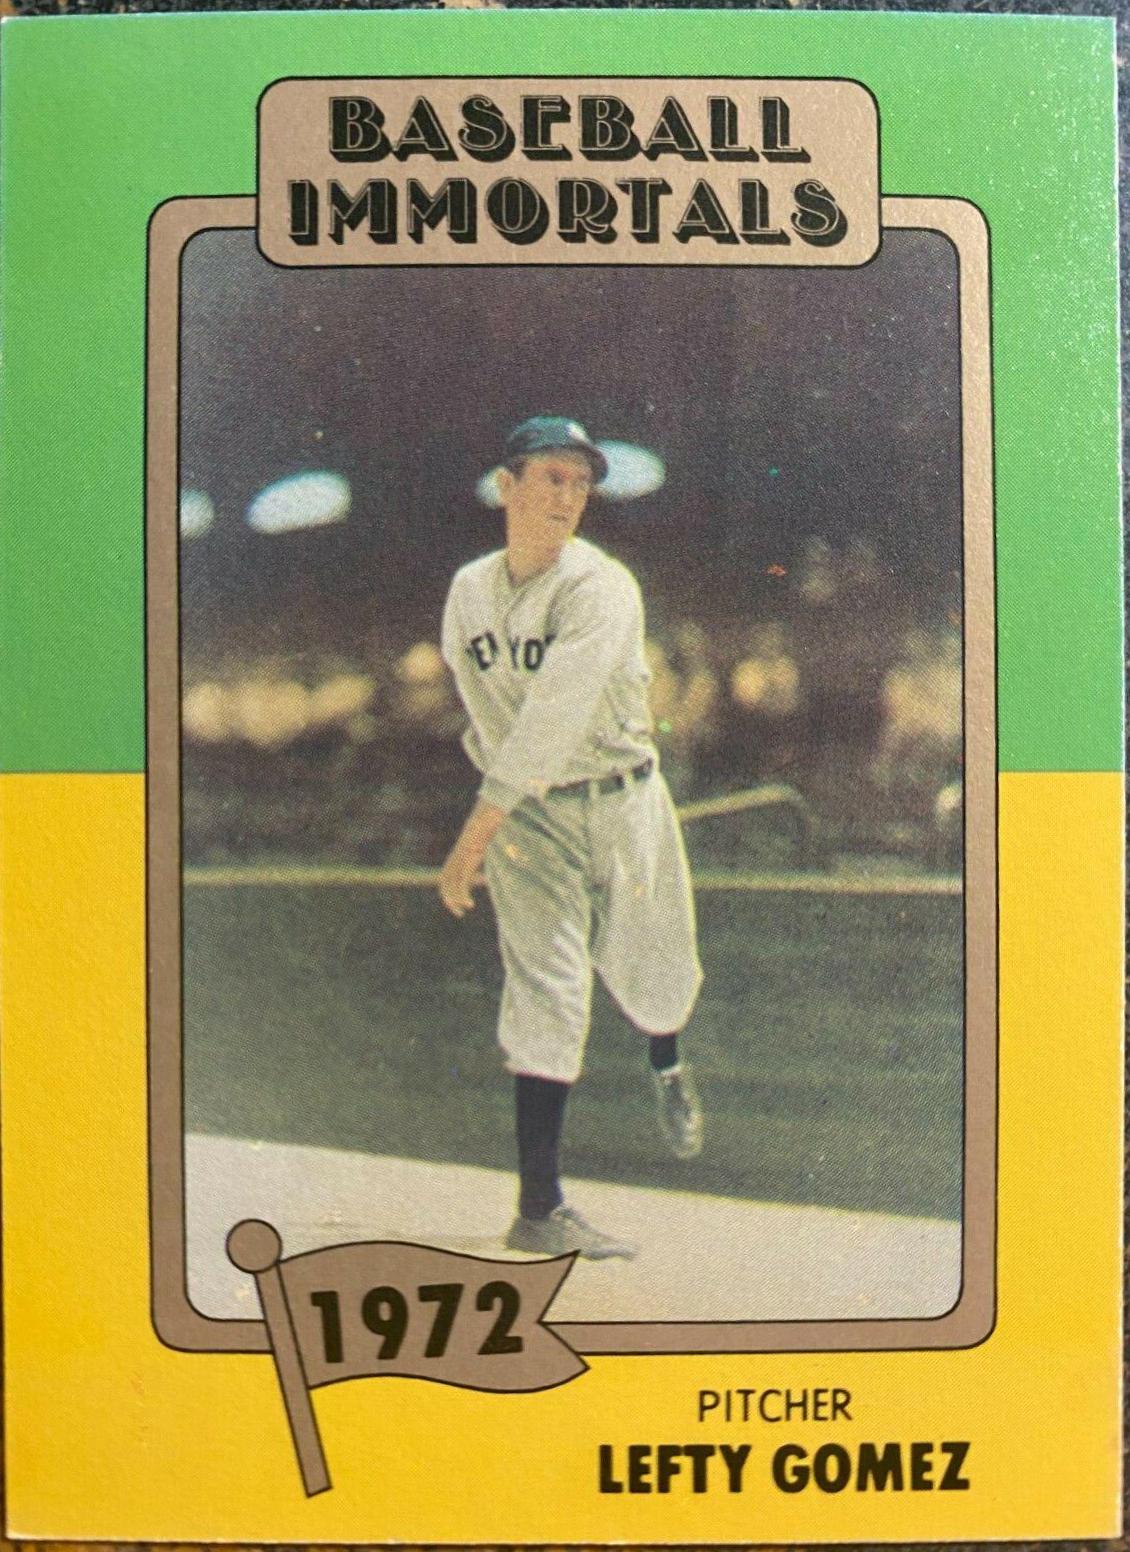 BASEBALL
IMMORTALS
1972
PITCHER
LEFTY GOMEZ